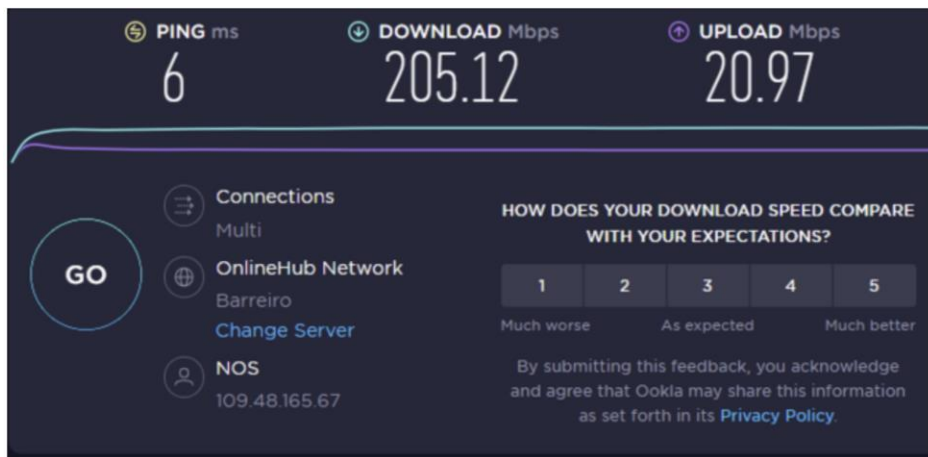 PING ms
6
DOWNLOAD Mbps
205.12
UPLOAD Mbps
20.97
GO
Connections
Multi
OnlineHub Network
Barreiro
Change Server
NOS
109.48.165.67
HOW DOES YOUR DOWNLOAD SPEED COMPARE
WITH YOUR EXPECTATIONS?
1 2 3 4 5
Much worse As expected Much better
By submitting this feedback, you acknowledge
and agree that Ookla may share this information
as set forth in its Privacy Policy.